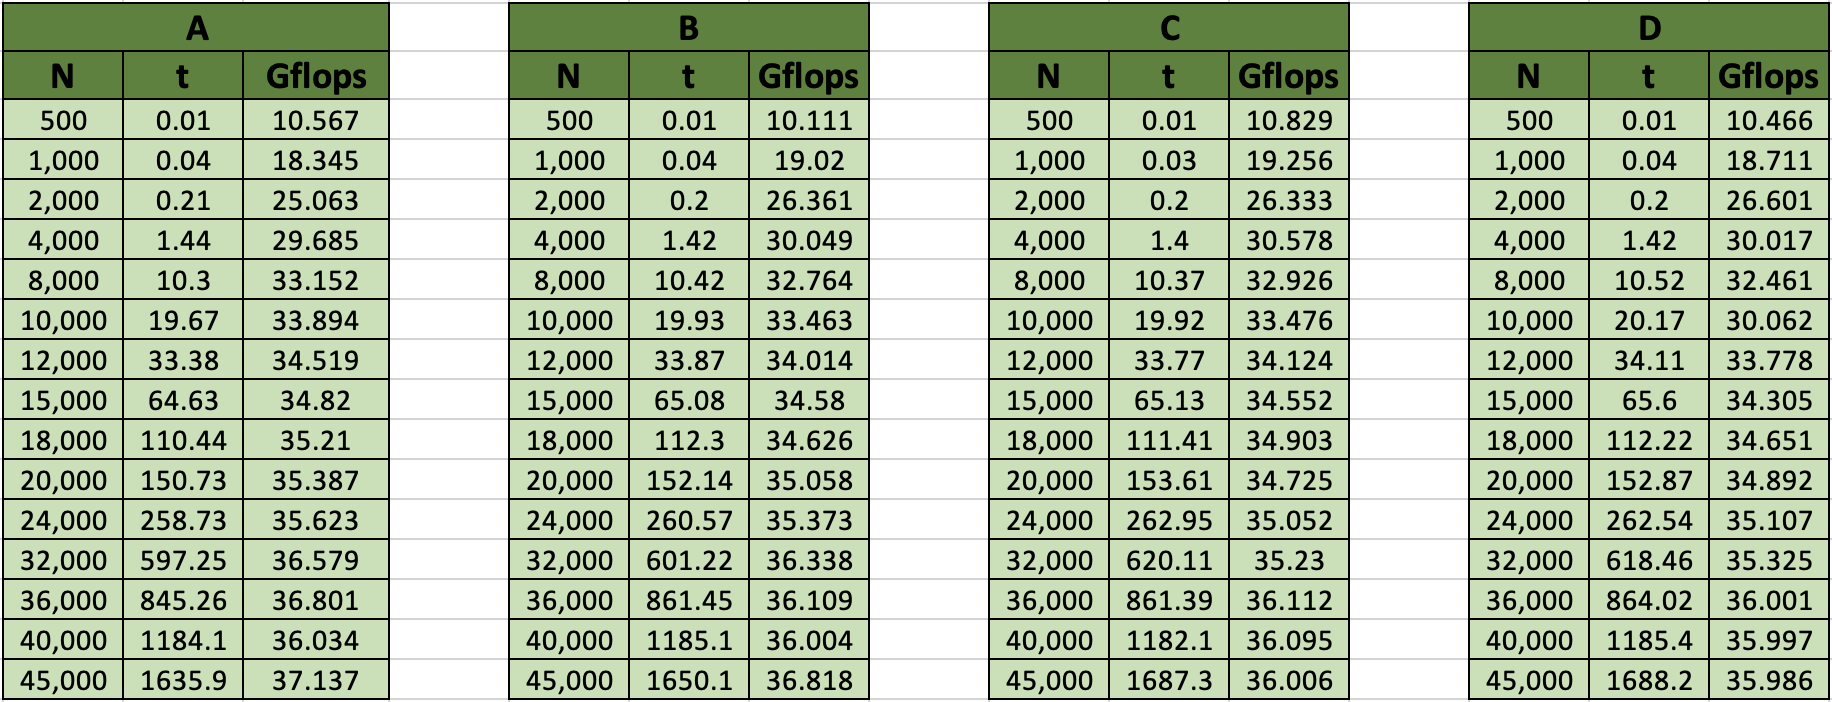 A B C D
N t Gflops N t Gflops N t Gflops N t Gflops
500 0.01 10.567 500 0.01 10.111 500 0.01 10.829 500 0.01 10.466
1,000 0.04 18.345 1,000 0.04 19.02 1,000 0.03 19.256 1,000 0.04 18.711
2,000 0.21 25.063 2,000 0.2 26.361 2,000 0.2 26.333 2,000 0.2 26.601
4,000 1.44 29.685 4,000 1.42 30.049 4,000 1.4 30.578 4,000 1.42 30.017
8,000 10.3 33.152 8,000 10.42 32.764 8,000 10.37 32.926 8,000 10.52 32.461
10,000 19.67 33.894 10,000 19.93 33.463 10,000 19.92 33.476 10,000 20.17 30.062
12,000 33.38 34.519 12,000 33.87 34.014 12,000 33.77 34.124 12,000 34.11 33.778
15,000 64.63 34.82 15,000 65.08 34.58 15,000 65.13 34.552 15,000 65.6 34.305
18,000 110.44 35.21 18,000 112.3 34.626 18,000 111.41 34.903 18,000 112.22 34.651
20,000 150.73 35.387 20,000 152.14 35.058 20,000 153.61 34.725 20,000 152.87 34.892
24,000 258.73 35.623 24,000 260.57 35.373 24,000 262.95 35.052 24,000 262.54 35.107
32,000 597.25 36.579 32,000 601.22 36.338 32,000 620.11 35.23 32,000 618.46 35.325
36,000 845.26 36.801 36,000 861.45 36.109 36,000 861.39 36.112 36,000 864.02 36.001
40,000 1184.1 36.034 40,000 1185.1 36.004 40,000 1182.1 36.095 40,000 1185.4 35.997
45,000 1635.9 37.137 45,000 1650.1 36.818 45,000 1687.3 36.006 45,000 1688.2 35.986